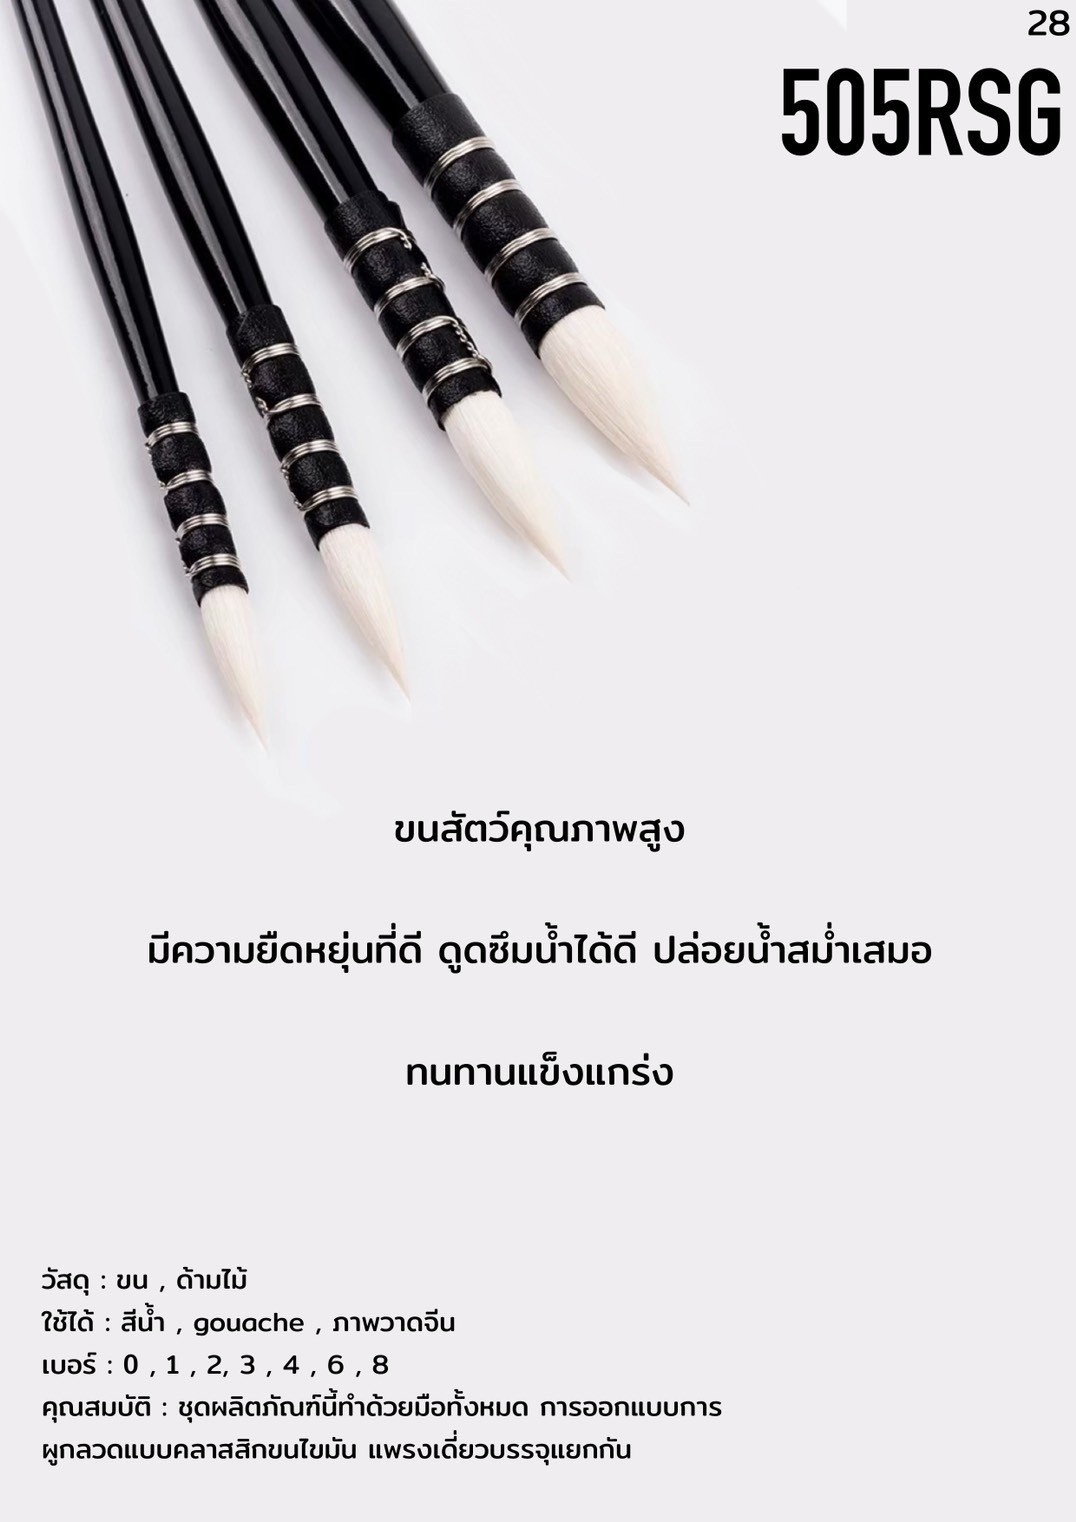 28
505RSG
ขนสัตว์คุณภาพสูง
มีความยืดหยุ่นที่ดี ดูดซึมน้ำได้ดี ปล่อยน้ำสม่ำเสมอ
ทนทานแข็งแกร่ง
วัสดุ : ขน , ด้ามไม้
ใช้ได้ : สีน้ำ , gouache , ภาพวาดจีน
เบอร์ : 0 , 1 , 2, 3 , 4 , 6 , 8
คุณสมบัติ : ชุดผลิตภัณฑ์นี้ทำด้วยมือทั้งหมด การออกแบบการ
ผูกลวดแบบคลาสสิกขนไขมัน แพรงเดี่ยวบรรจุแยกกัน